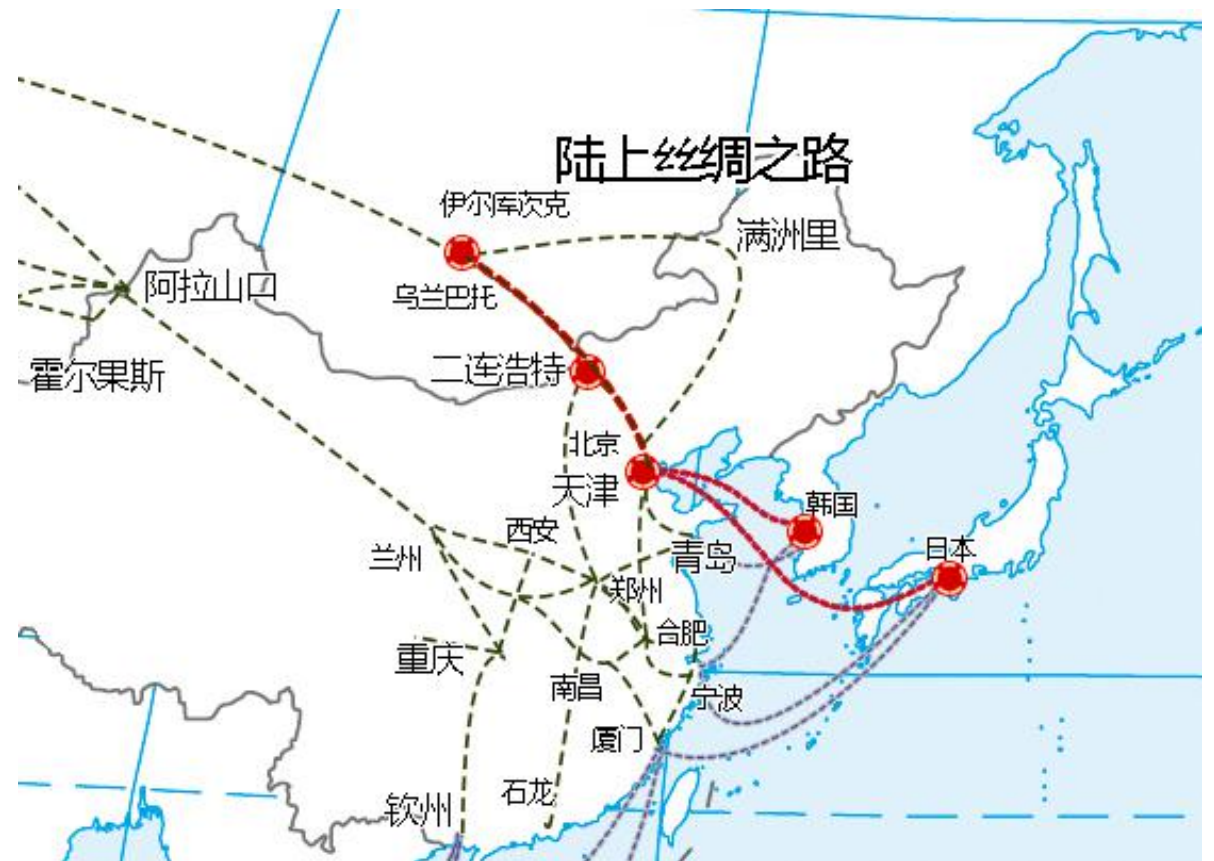 陆上丝绸之路
伊尔库次克
满洲里
阿拉山口
乌兰巴托
霍尔果斯
二连浩特
北京
天津
韩国
西安
青岛
日本
兰州
郑州
合肥
重庆
南昌
宁波
厦门
石龙
钦州